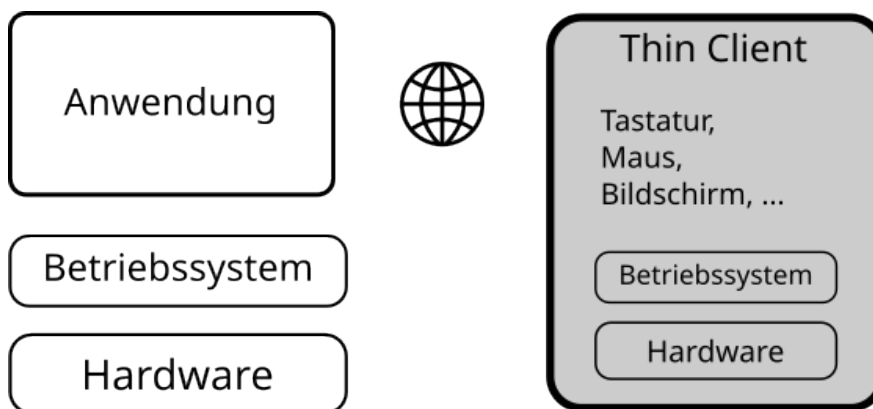 Anwendung
Betriebssystem
Hardware
Thin Client
Tastatur,
Maus,
Bildschirm, ...
Betriebssystem
Hardware